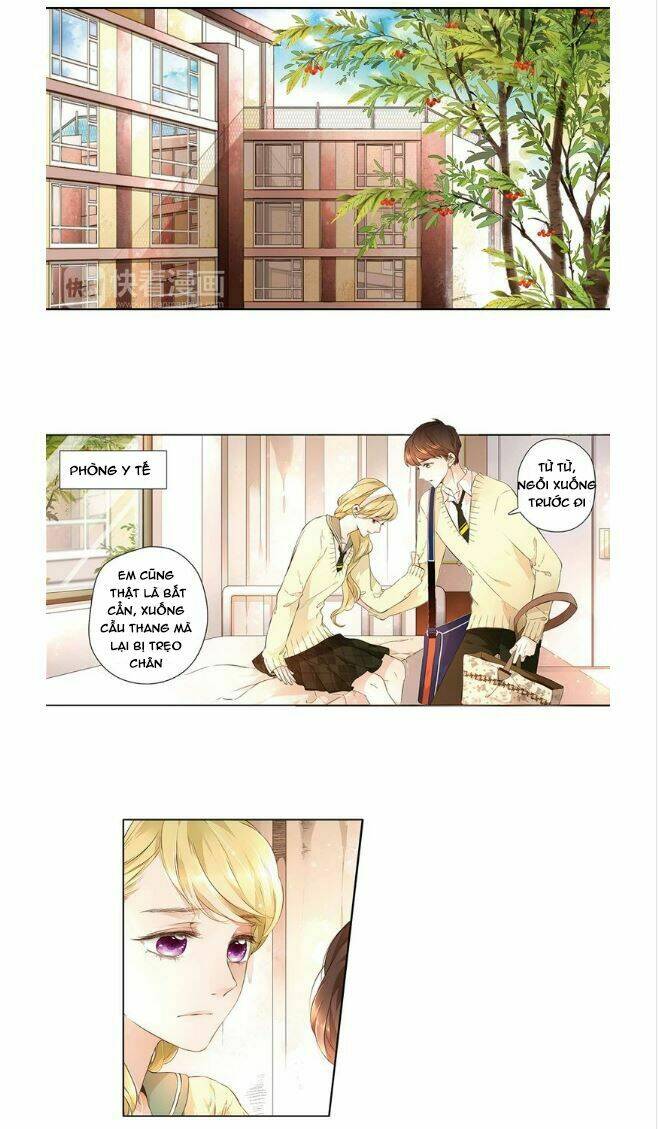 快看漫画
PHÒNG Y TẾ
TỪ TỪ,
NGỒI XUỐNG
TRƯỚC ĐI
EM CŨNG
THẬT LÀ BẤT
CẨN, XUỐNG
CẦU THANG MÀ
LẠI BỊ TRẸO
CHÂN